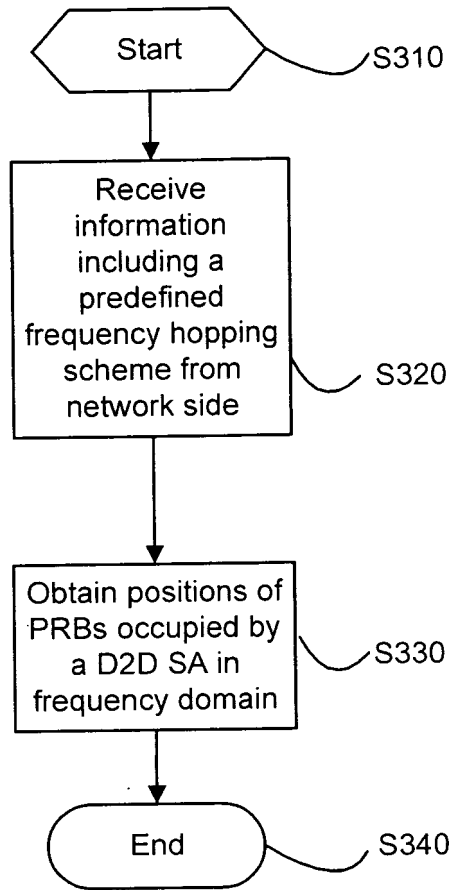 Start
S310
Receive
information
including a
predefined
frequency hopping
scheme from
network side
S320
Obtain positions of
PRBs occupied by
a D2D SA in
frequency domain
S330
End
S340